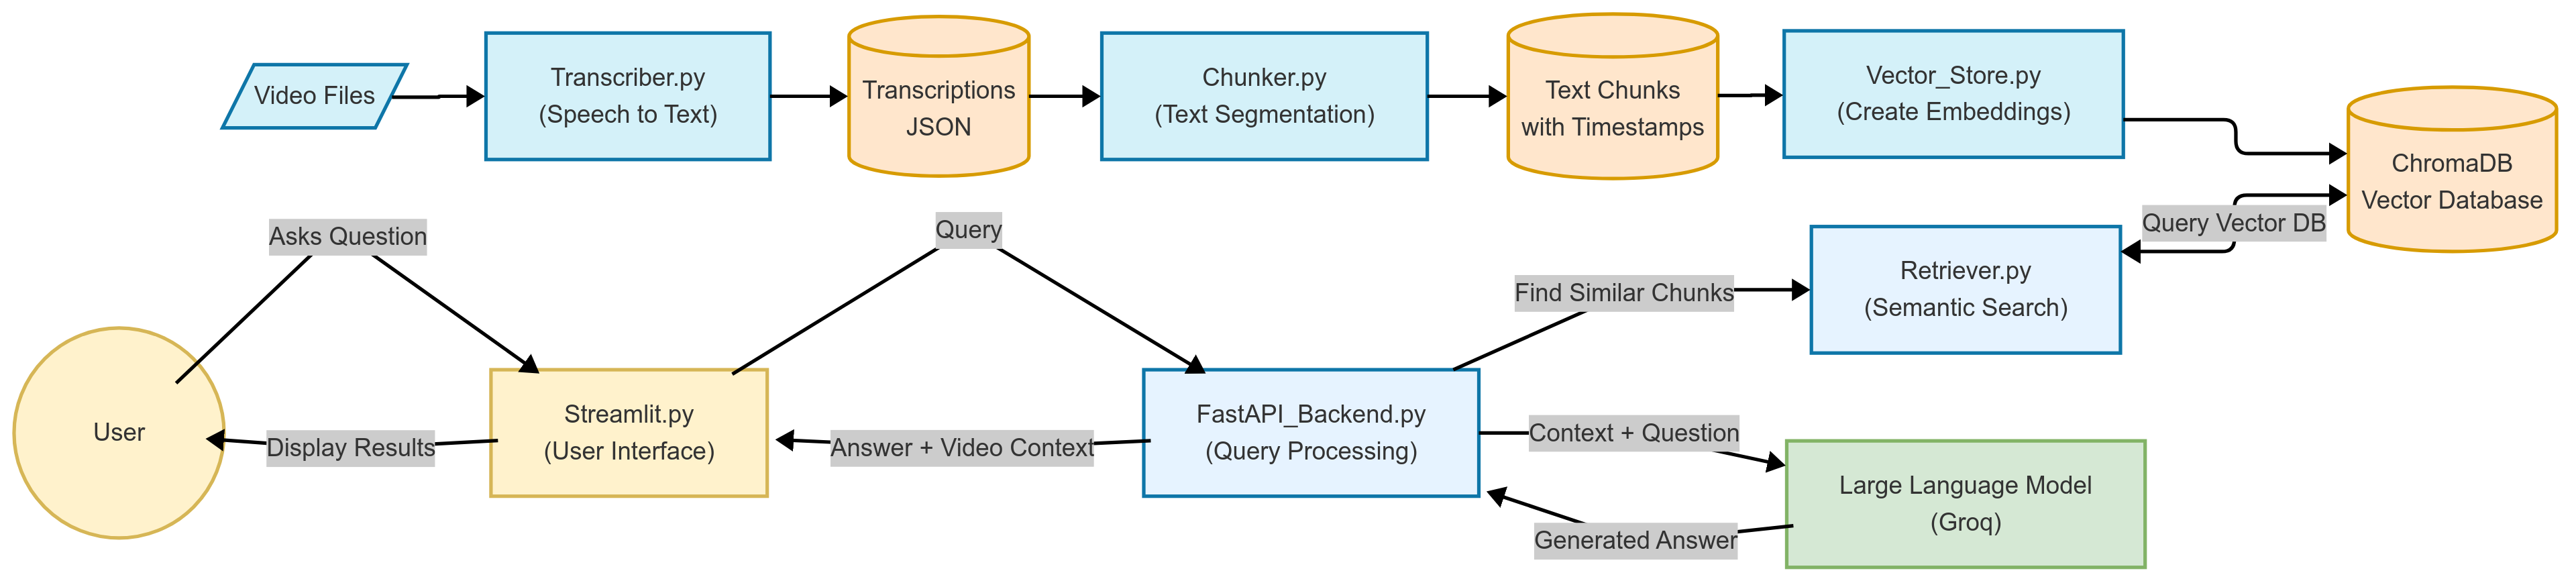 Video Files
Transcriber.py
(Speech to Text)
Transcriptions
JSON
Chunker.py
(Text Segmentation)
Text Chunks
with Timestamps
Vector_Store.py
(Create Embeddings)
ChromaDB
Vector Database
Query Vector DB
Asks Question
Query
Find Similar Chunks
Retriever.py
(Semantic Search)
User
Display Results
Streamlit.py
(User Interface)
Answer + Video Context
FastAPI_Backend.py
(Query Processing)
Context + Question
Generated Answer
Large Language Model
(Groq)